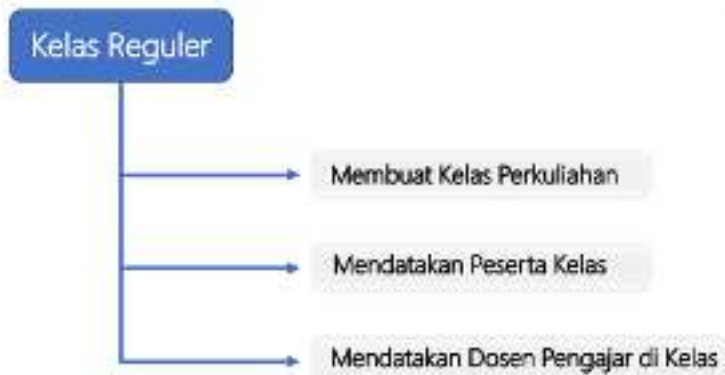 Kelas Reguler
Membuat Kelas Perkuliahan
Mendatakan Peserta Kelas
Mendatakan Dosen Pengajar di Kelas